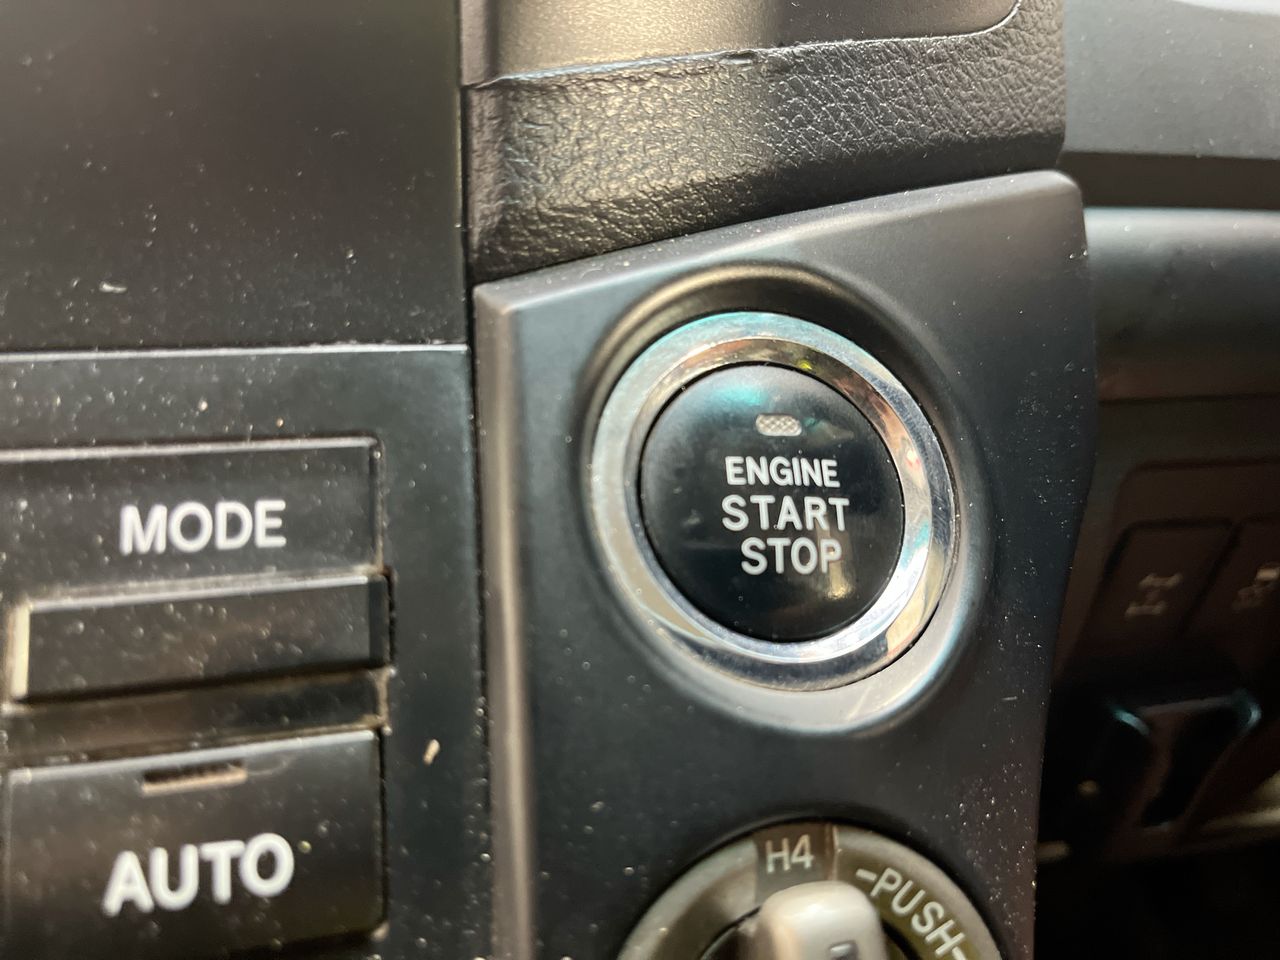 ENGINE
START
STOP
MODE
AUTO
H4
-PUSH-